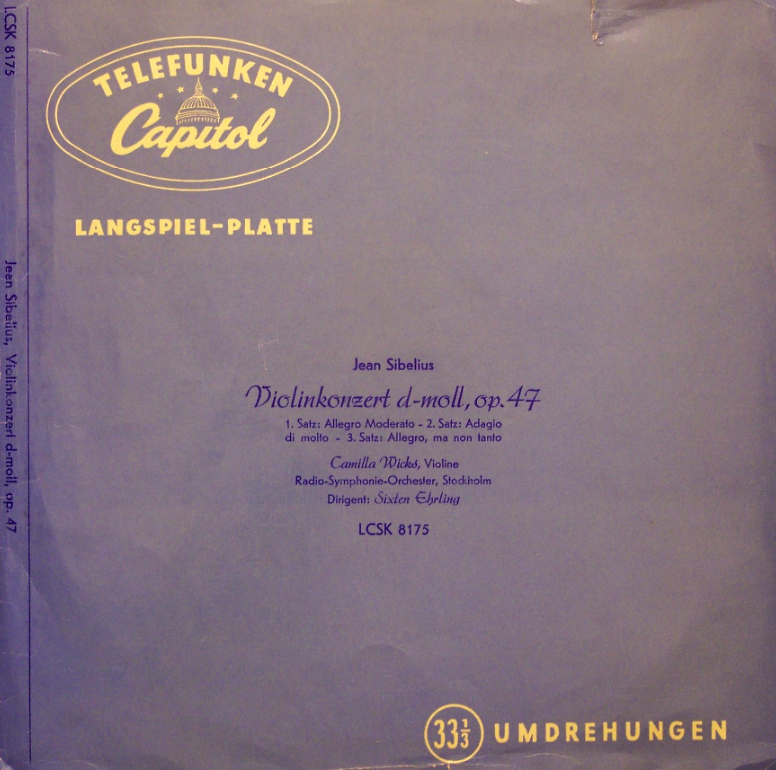 LCSK 8175
Jean Sibelius, Violinkonzert d-moll, op. 47
TELEFUNKEN
Capitol
LANGSPIEL-PLATTE
Jean Sibelius
Violinkonzert d-moll, op. 47
1. Satz: Allegro Moderato - 2. Satz: Adagio
di molto - 3. Satz: Allegro, ma non tanto
Camilla Wicks, Violine
Radio-Symphonie-Orchester, Stockholm
Dirigent: Sixten Ehrling
LCSK 8175
33⅓ UMDREHUNGEN